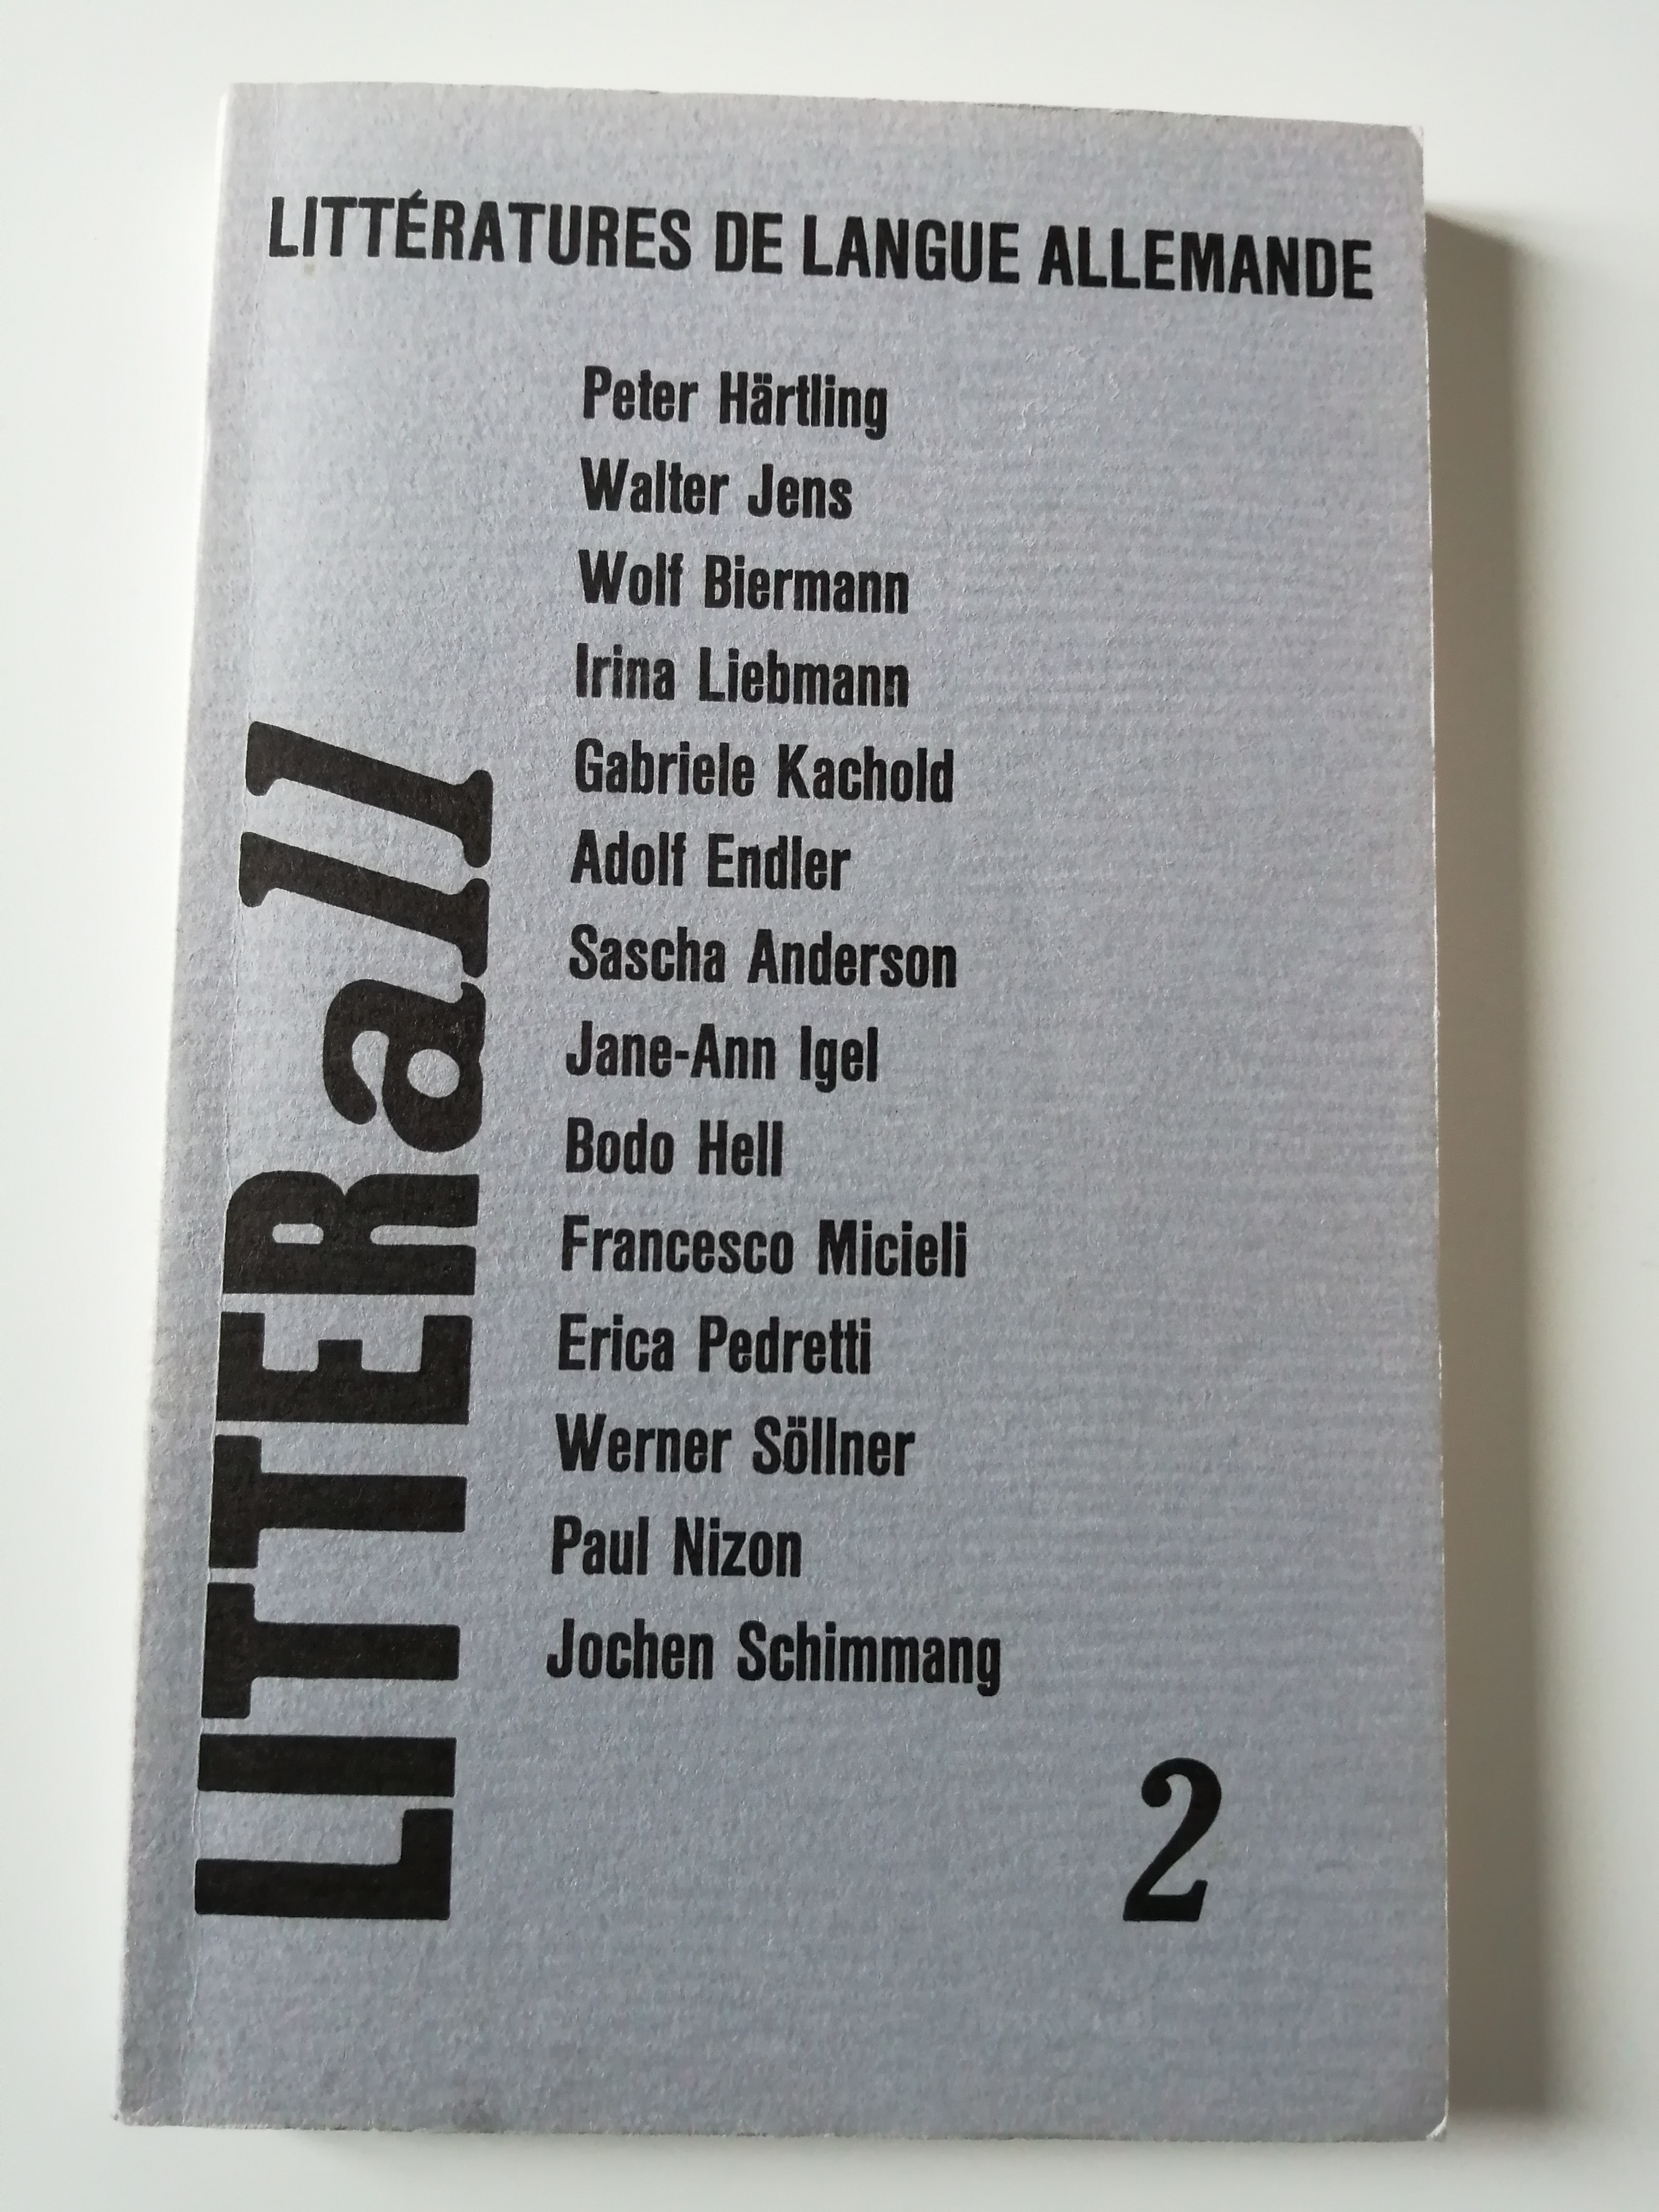 LITTÉRATURES DE LANGUE ALLEMANDE
Peter Härtling
Walter Jens
Wolf Biermann
Irina Liebmann
Gabriele Kachold
Adolf Endler
Sascha Anderson
Jane-Ann Igel
Bodo Hell
Francesco Micieli
Erica Pedretti
Werner Söllner
Paul Nizon
Jochen Schimmang
LITTERall
2